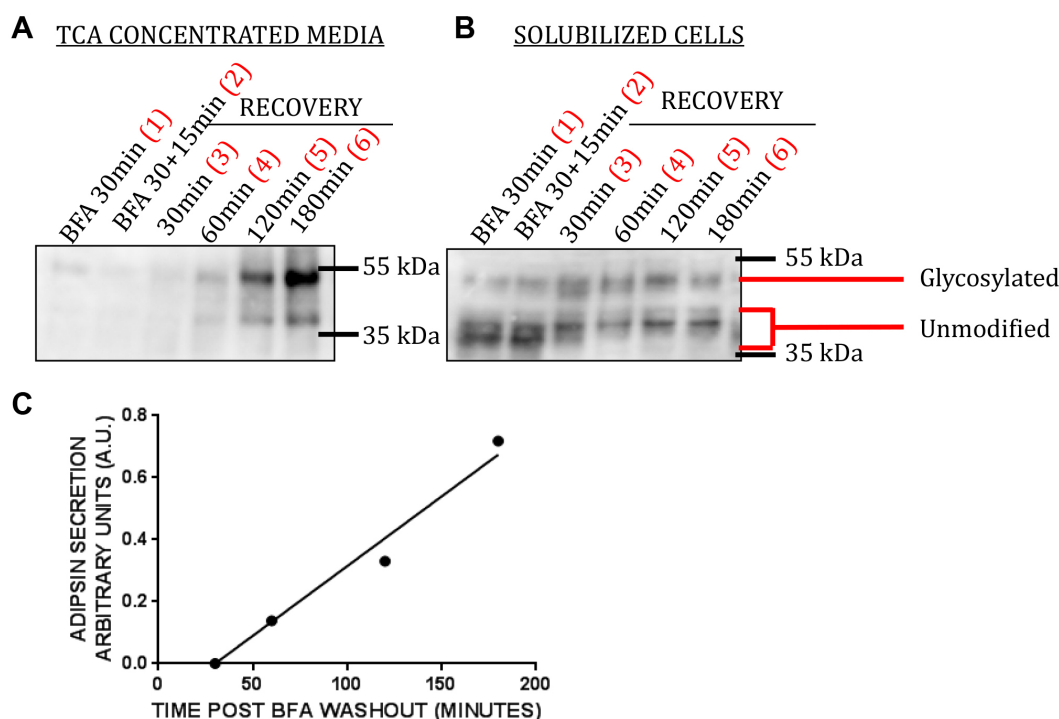 A
TCA CONCENTRATED MEDIA
BFA 30min (1)
BFA 30+15min (2)
RECOVERY
30min (3)
60min (4)
120min (5)
180min (6)
55 kDa
35 kDa
B
SOLUBILIZED CELLS
BFA 30min (1)
BFA 30+15min (2)
RECOVERY
30min (3)
60min (4)
120min (5)
180min (6)
55 kDa
Glycosylated
Unmodified
35 kDa
C
ADIPSIN SECRETION
ARBITRARY UNITS (A.U.)
0.8
0.6
0.4
0.2
0.0
0 50 100 150 200
TIME POST BFA WASHOUT (MINUTES)